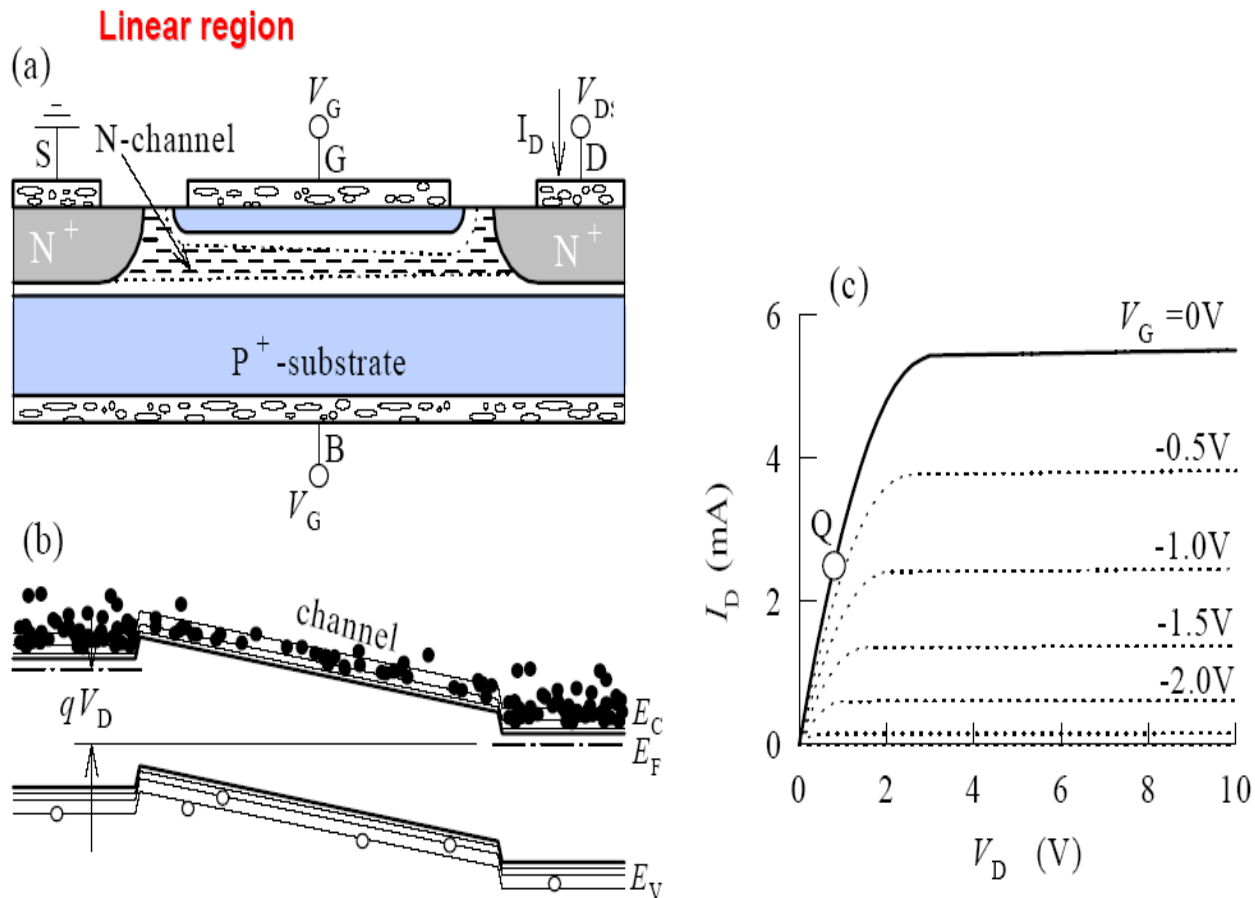 Linear region
(a)
V_G
V_DS
N-channel
I_D
S
G
D
N⁺
N⁺
P⁺-substrate
B
V_G
(b)
channel
qV_D
E_C
E_F
E_V
(c)
6
V_G =0V
-0.5V
4
I_D (mA)
Q
-1.0V
2
-1.5V
-2.0V
0
0 2 4 6 8 10
V_D (V)